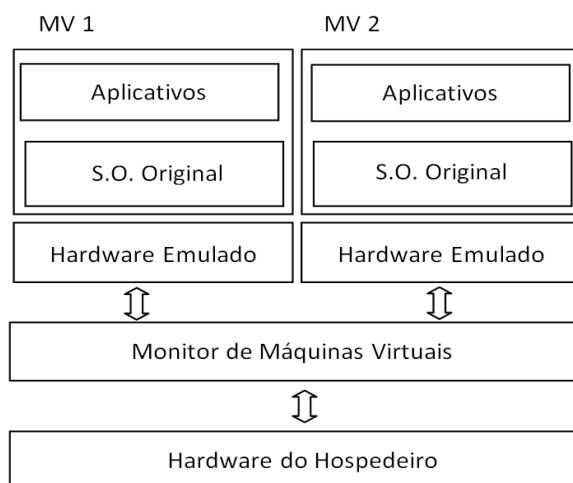 MV 1
MV 2
Aplicativos
Aplicativos
S.O. Original
S.O. Original
Hardware Emulado
Hardware Emulado
Monitor de Máquinas Virtuais
Hardware do Hospedeiro